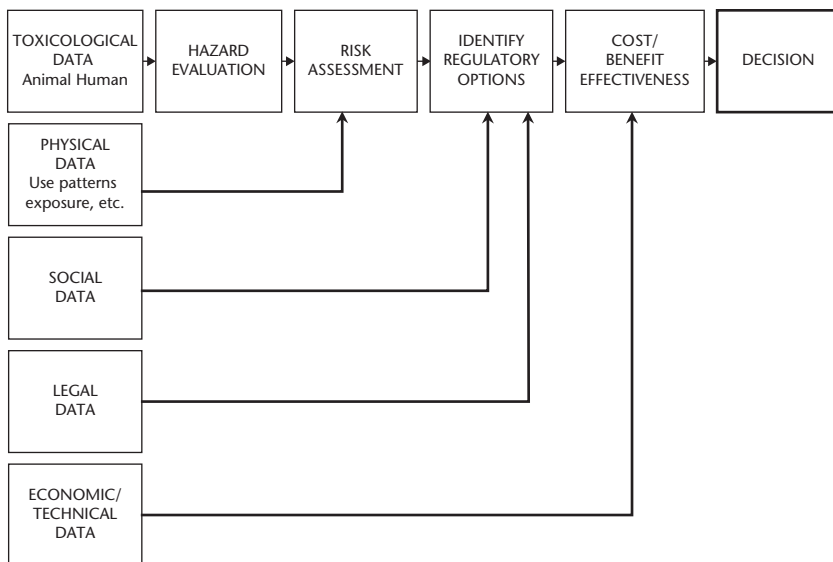 TOXICOLOGICAL
DATA
Animal Human
HAZARD
EVALUATION
RISK
ASSESSMENT
IDENTIFY
REGULATORY
OPTIONS
COST/
BENEFIT
EFFECTIVENESS
DECISION
PHYSICAL
DATA
Use patterns
exposure, etc.
SOCIAL
DATA
LEGAL
DATA
ECONOMIC/
TECHNICAL
DATA